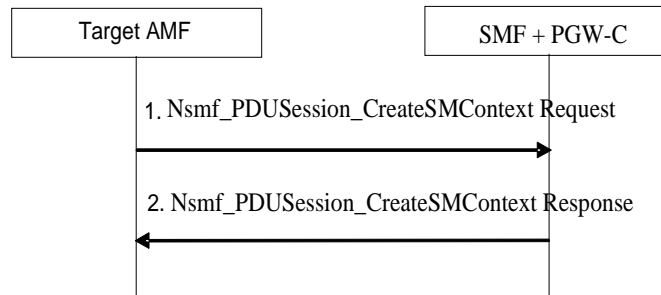 Target AMF
SMF + PGW-C
1. Nsmf_PDUSession_CreateSMContext Request
2. Nsmf_PDUSession_CreateSMContext Response